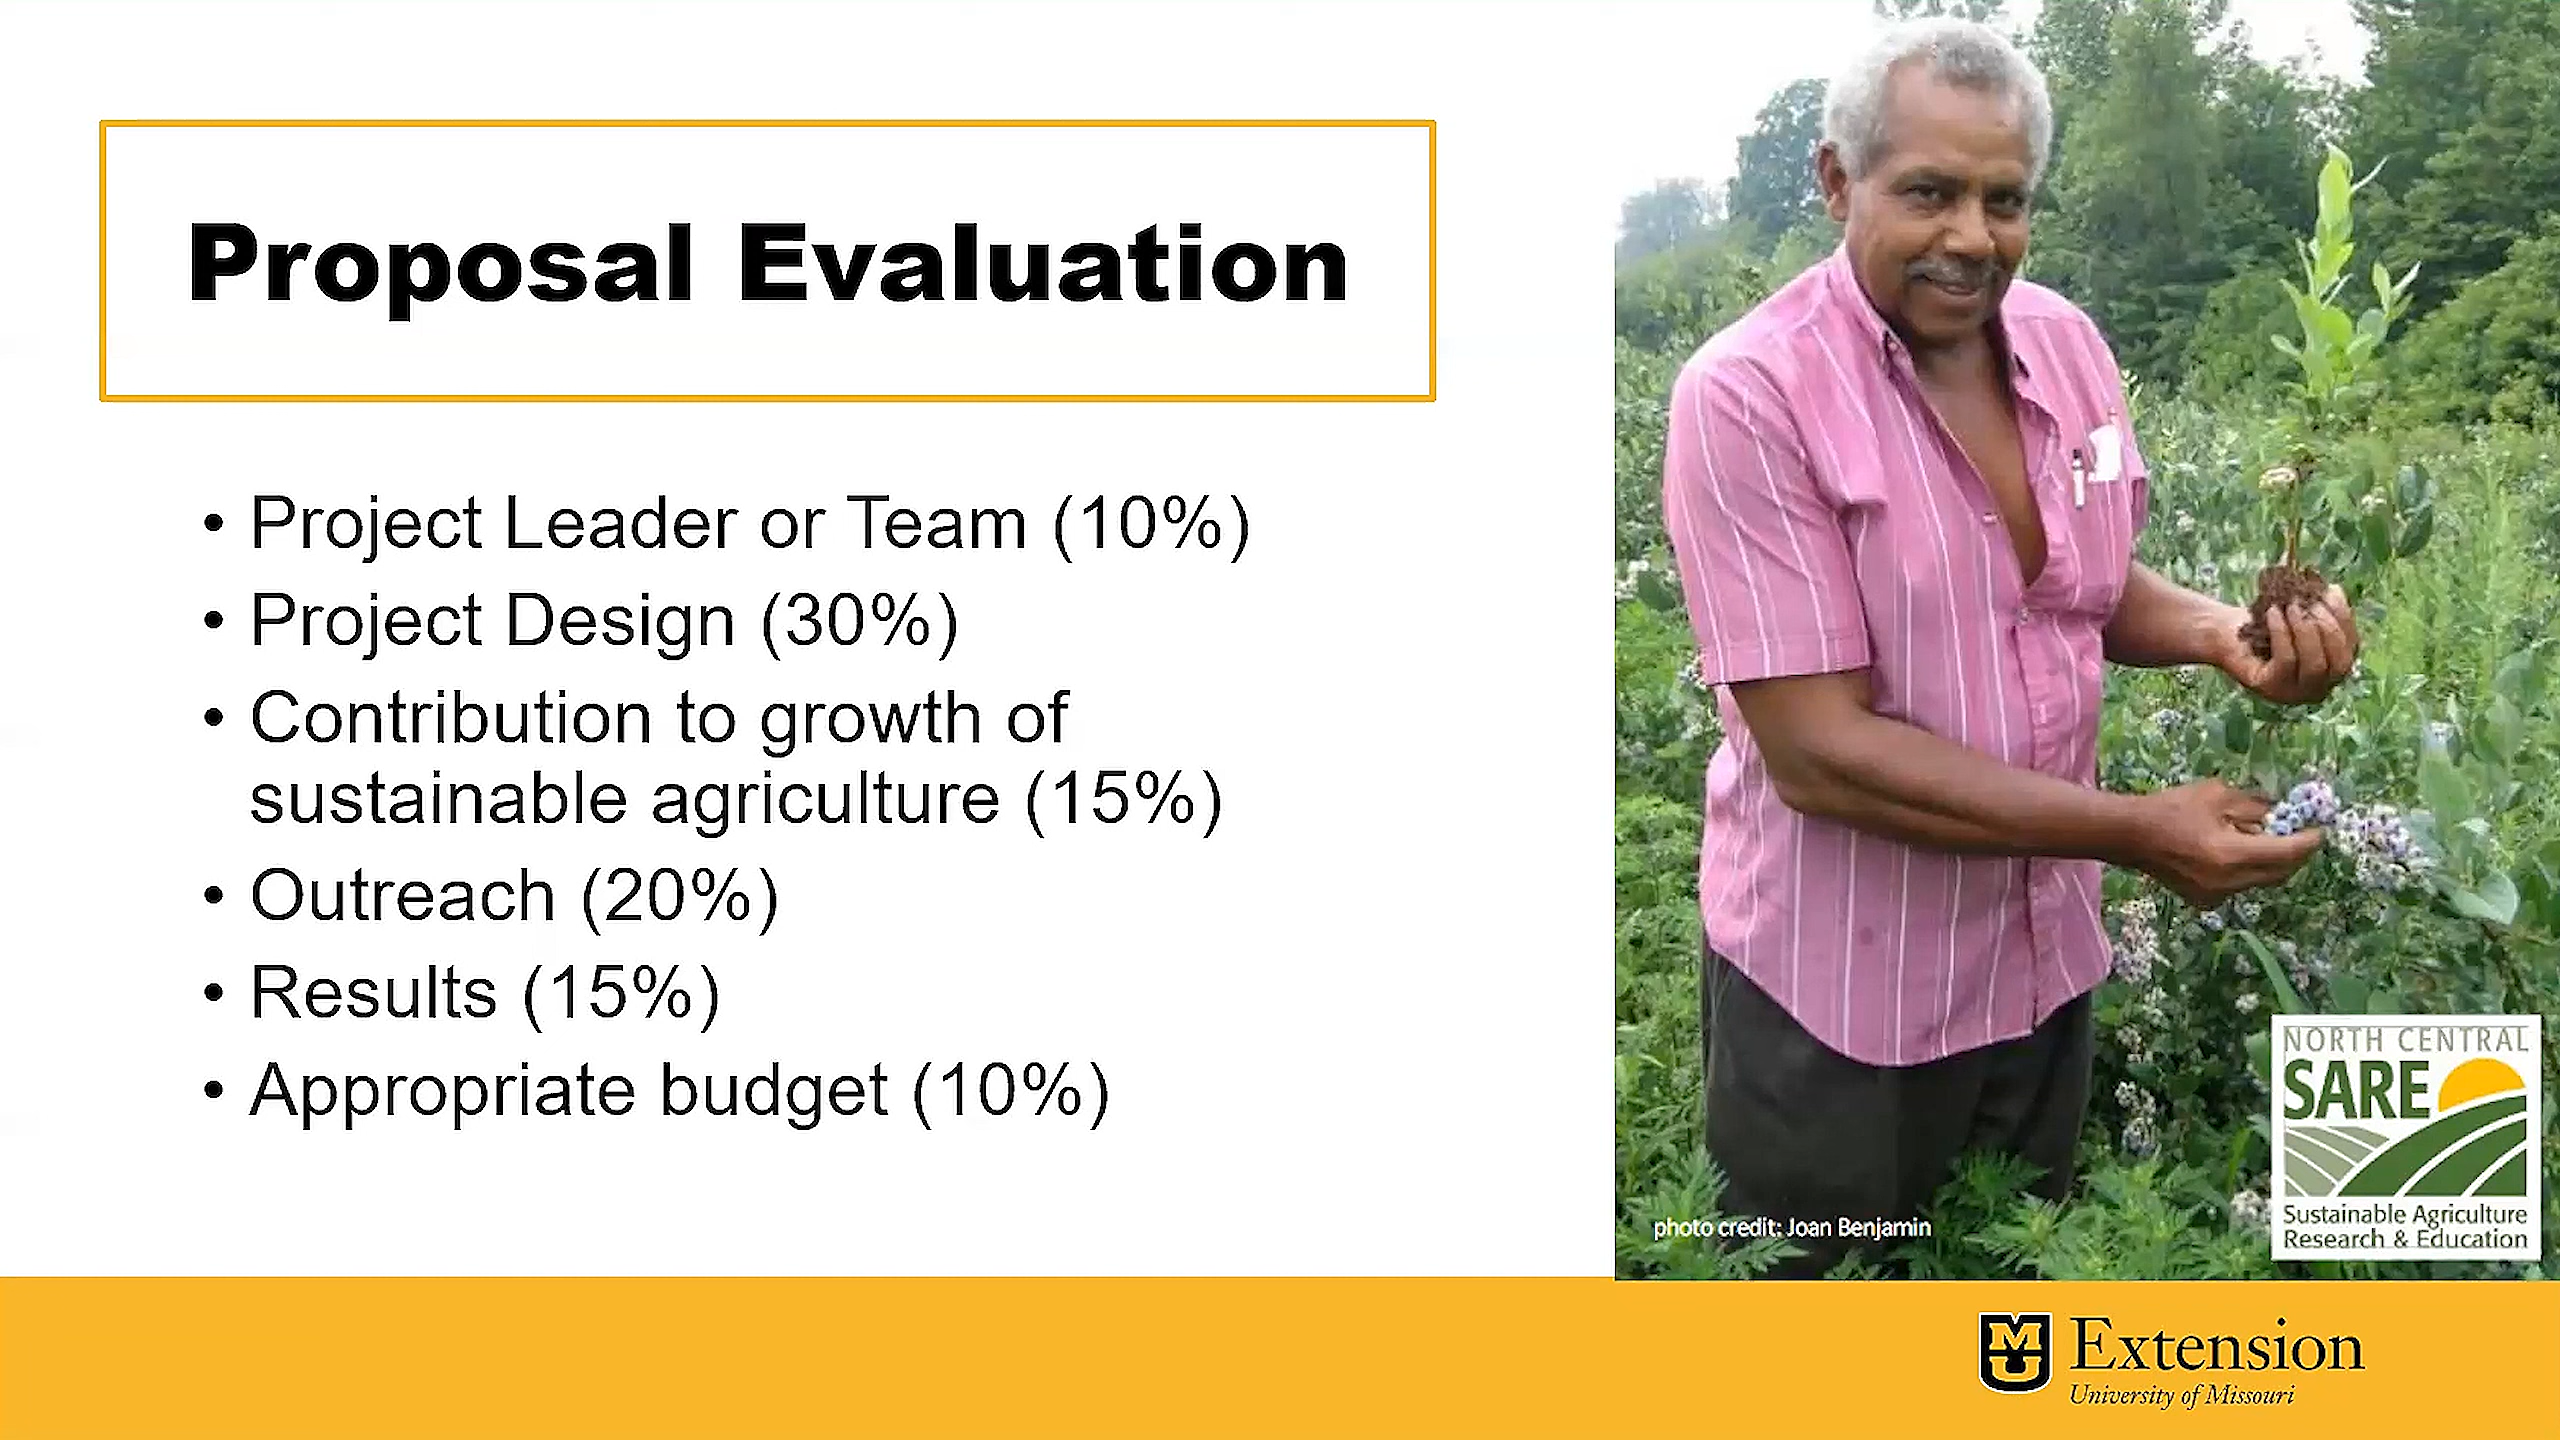 Proposal Evaluation
• Project Leader or Team (10%)
• Project Design (30%)
• Contribution to growth of
sustainable agriculture (15%)
• Outreach (20%)
• Results (15%)
• Appropriate budget (10%)
photo credit: Joan Benjamin
NORTH CENTRAL
SARE
Sustainable Agriculture
Research & Education
MU
Extension
University of Missouri